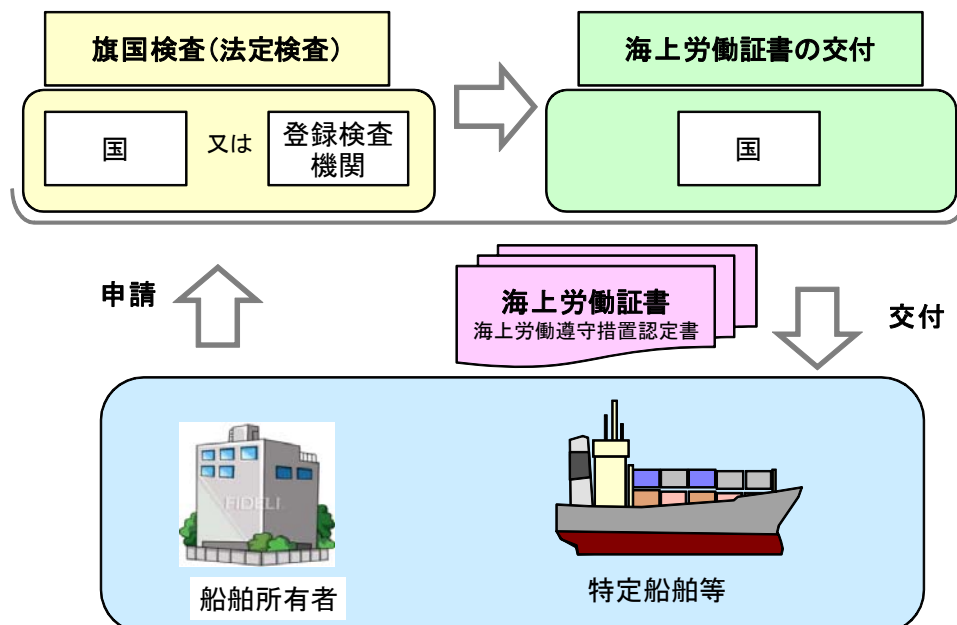 旗国検査(法定検査)
海上労働証書の交付
国
又は
登録検査
機関
国
申請
海上労働証書
海上労働遵守措置認定書
交付
FIDELI
船舶所有者
特定船舶等